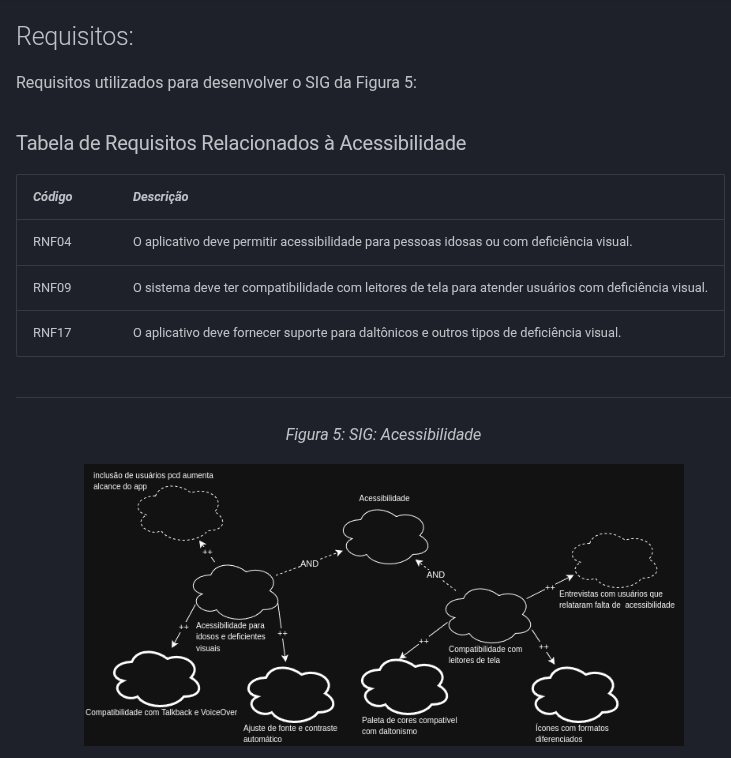 Requisitos:
Requisitos utilizados para desenvolver o SIG da Figura 5:
Tabela de Requisitos Relacionados à Acessibilidade
Código Descrição
RNF04 O aplicativo deve permitir acessibilidade para pessoas idosas ou com deficiência visual.
RNF09 O sistema deve ter compatibilidade com leitores de tela para atender usuários com deficiência visual.
RNF17 O aplicativo deve fornecer suporte para daltônicos e outros tipos de deficiência visual.
Figura 5: SIG: Acessibilidade
inclusão de usuários pcd aumenta
alcance do app
Acessibilidade
++
AND
AND
++
Entrevistas com usuários que
relataram falta de acessibilidade
Acessibilidade para
idosos e deficientes
visuais
++
++
Compatibilidade com
leitores de tela
++
++
Compatibilidade com Talkback e VoiceOver
Ajuste de fonte e contraste
automático
Paleta de cores compatível
com daltonismo
Ícones com formatos
diferenciados